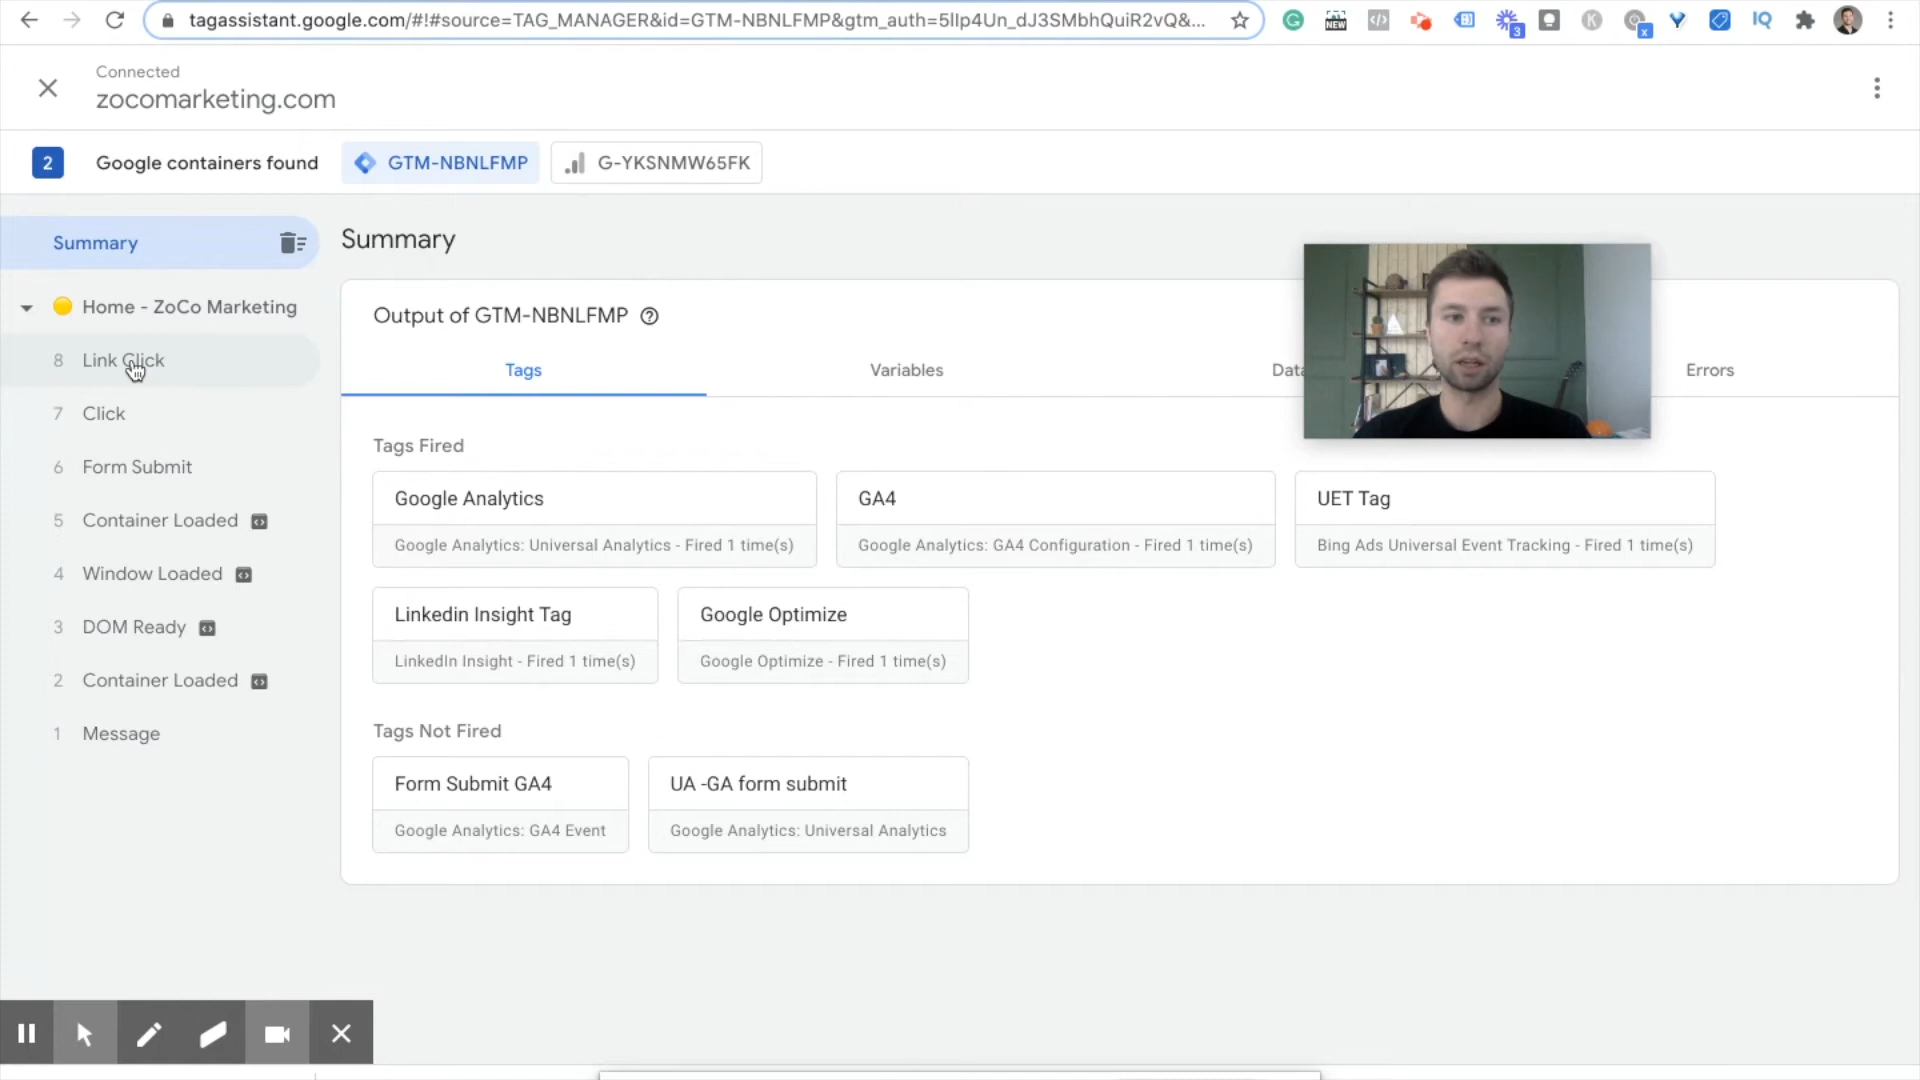 tagassistant.google.com/#!#source=TAG_MANAGER&id=GTM-NBNLFMP&gtm_auth=5Ilp4Un_dJ3SMbhQuiR2vQ&...
NEW
3
K
x
IQ
Connected
zocomarketing.com
2 Google containers found GTM-NBNLFMP G-YKSNMW65FK
Summary
Home - ZoCo Marketing
8 Link Click
7 Click
6 Form Submit
5 Container Loaded
4 Window Loaded
3 DOM Ready
2 Container Loaded
1 Message
Summary
Output of GTM-NBNLFMP
Tags Variables Data Errors
Tags Fired
Google Analytics
Google Analytics: Universal Analytics - Fired 1 time(s)
GA4
Google Analytics: GA4 Configuration - Fired 1 time(s)
UET Tag
Bing Ads Universal Event Tracking - Fired 1 time(s)
Linkedin Insight Tag
LinkedIn Insight - Fired 1 time(s)
Google Optimize
Google Optimize - Fired 1 time(s)
Tags Not Fired
Form Submit GA4
Google Analytics: GA4 Event
UA -GA form submit
Google Analytics: Universal Analytics